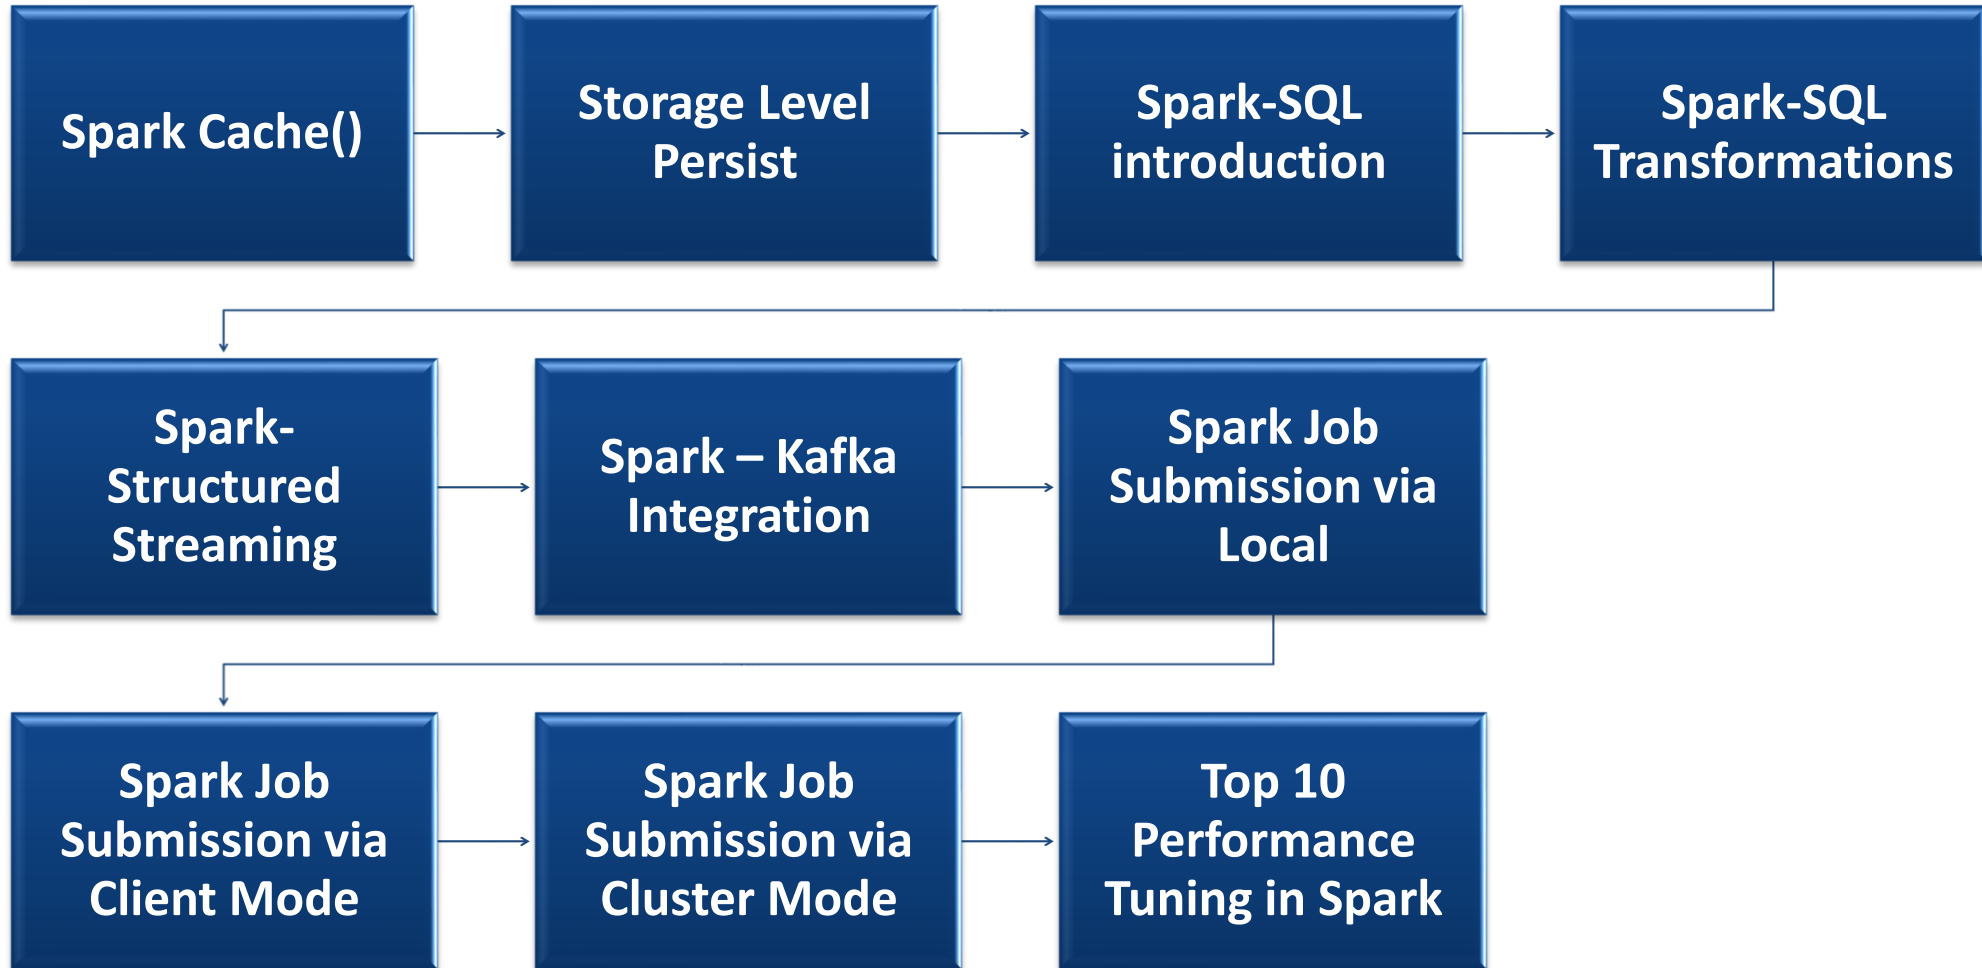 Spark Cache()
Storage Level
Persist
Spark-SQL
introduction
Spark-SQL
Transformations
Spark-
Structured
Streaming
Spark – Kafka
Integration
Spark Job
Submission via
Local
Spark Job
Submission via
Client Mode
Spark Job
Submission via
Cluster Mode
Top 10
Performance
Tuning in Spark